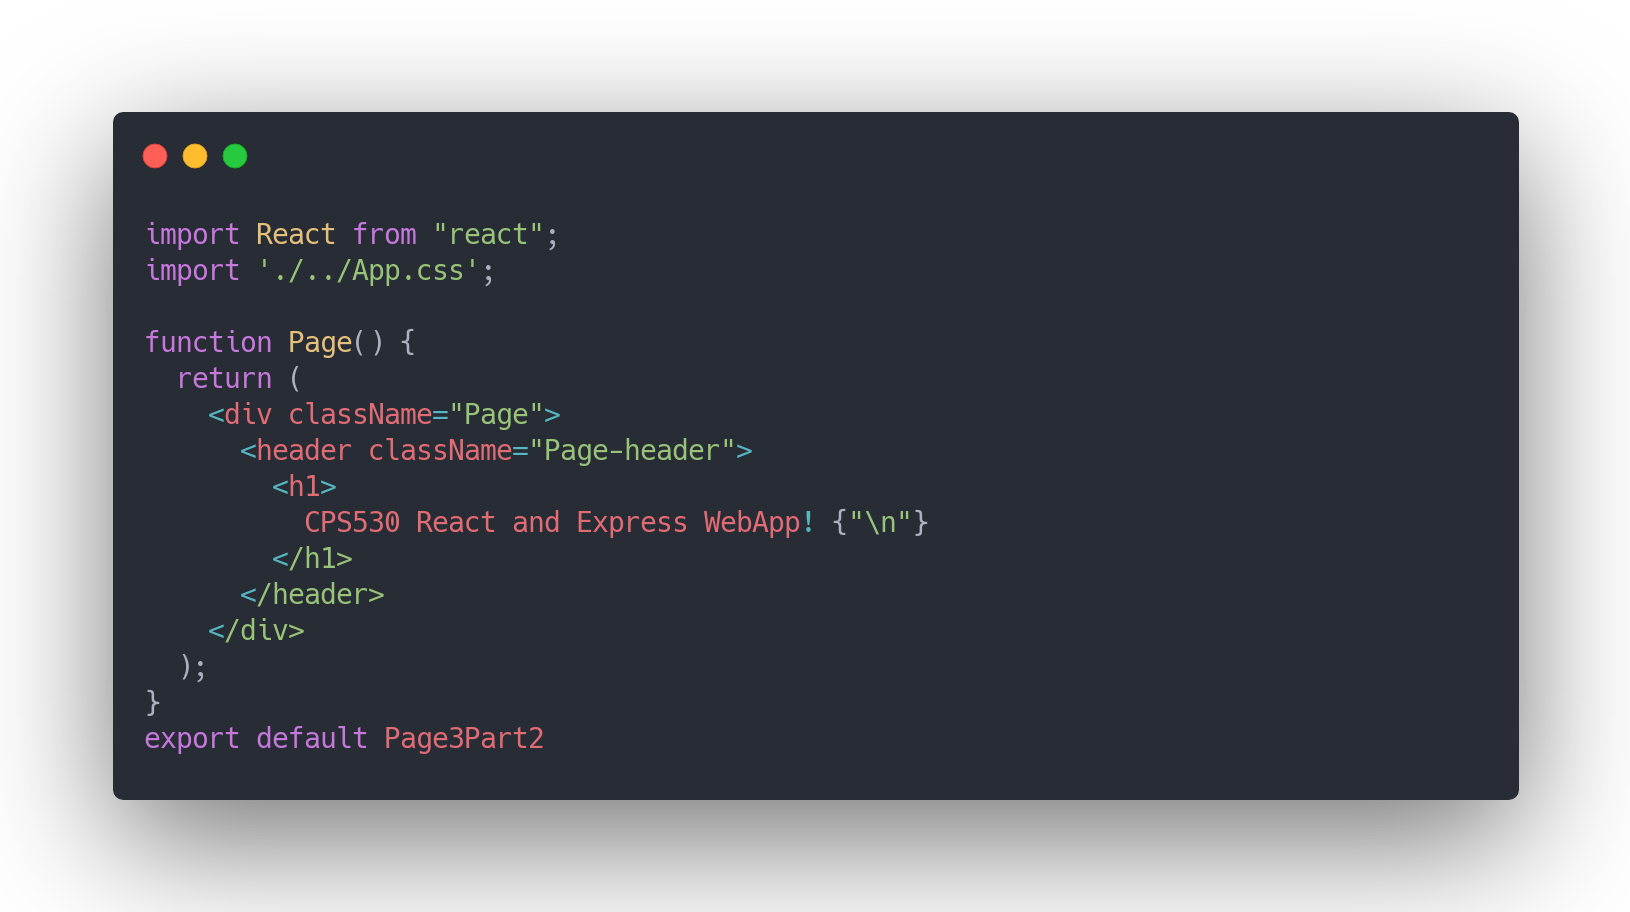 import React from "react";
import './../App.css';

function Page() {
  return (
    <div className="Page">
      <header className="Page-header">
        <h1>
          CPS530 React and Express WebApp! {"\n"}
        </h1>
      </header>
    </div>
  );
}
export default Page3Part2